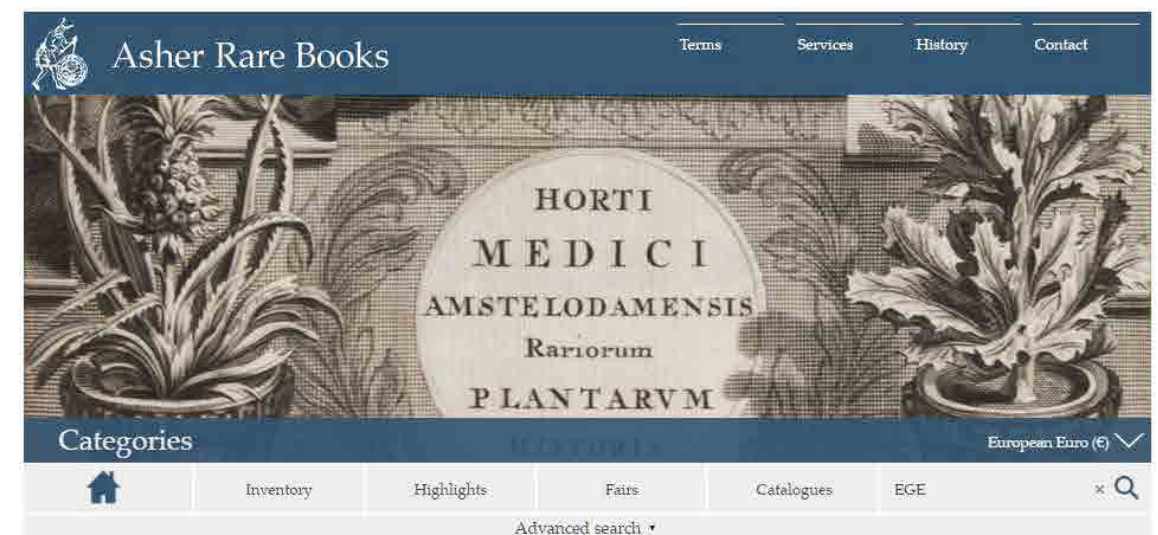 Asher Rare Books
Terms Services History Contact
HORTI
MEDICI
AMSTELODAMENSIS
Rariorum
PLANTARVM
HISTORIA
Categories
European Euro (€)
Inventory Highlights Fairs Catalogues EGE ×
Advanced search ▾